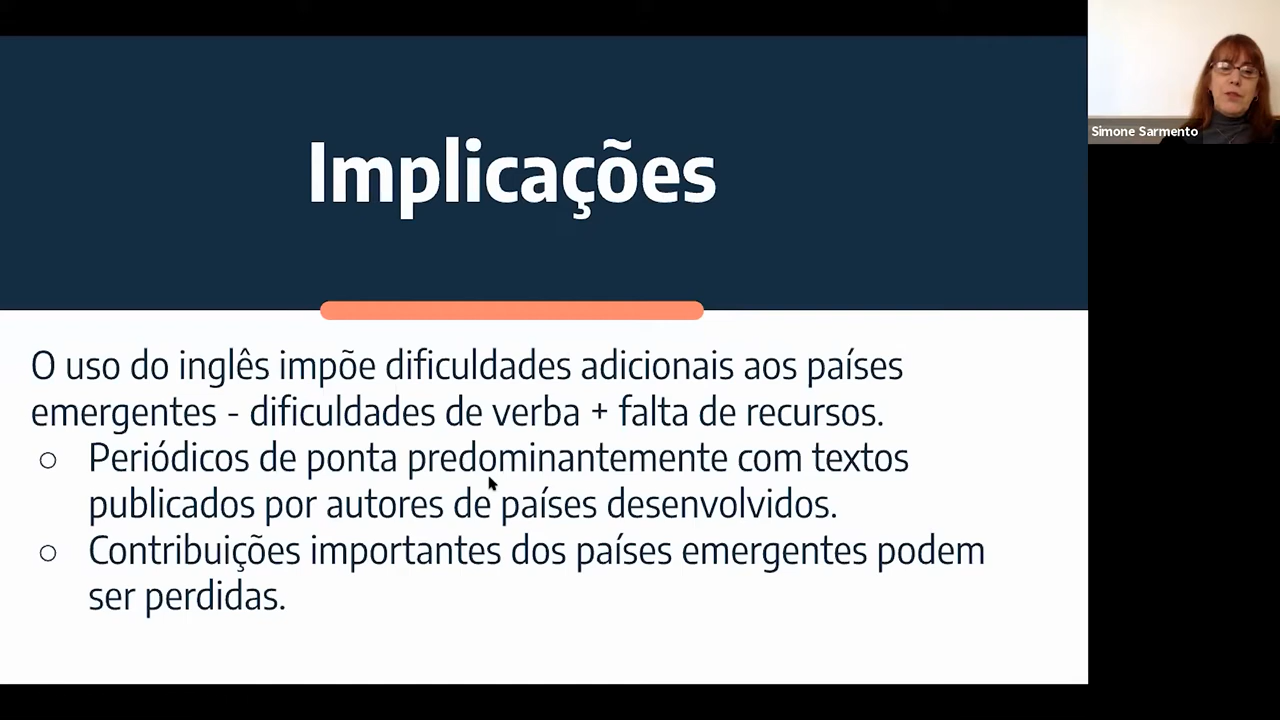 Implicações
Simone Sarmento
O uso do inglês impõe dificuldades adicionais aos países
emergentes - dificuldades de verba + falta de recursos.
○ Periódicos de ponta predominantemente com textos
publicados por autores de países desenvolvidos.
○ Contribuições importantes dos países emergentes podem
ser perdidas.